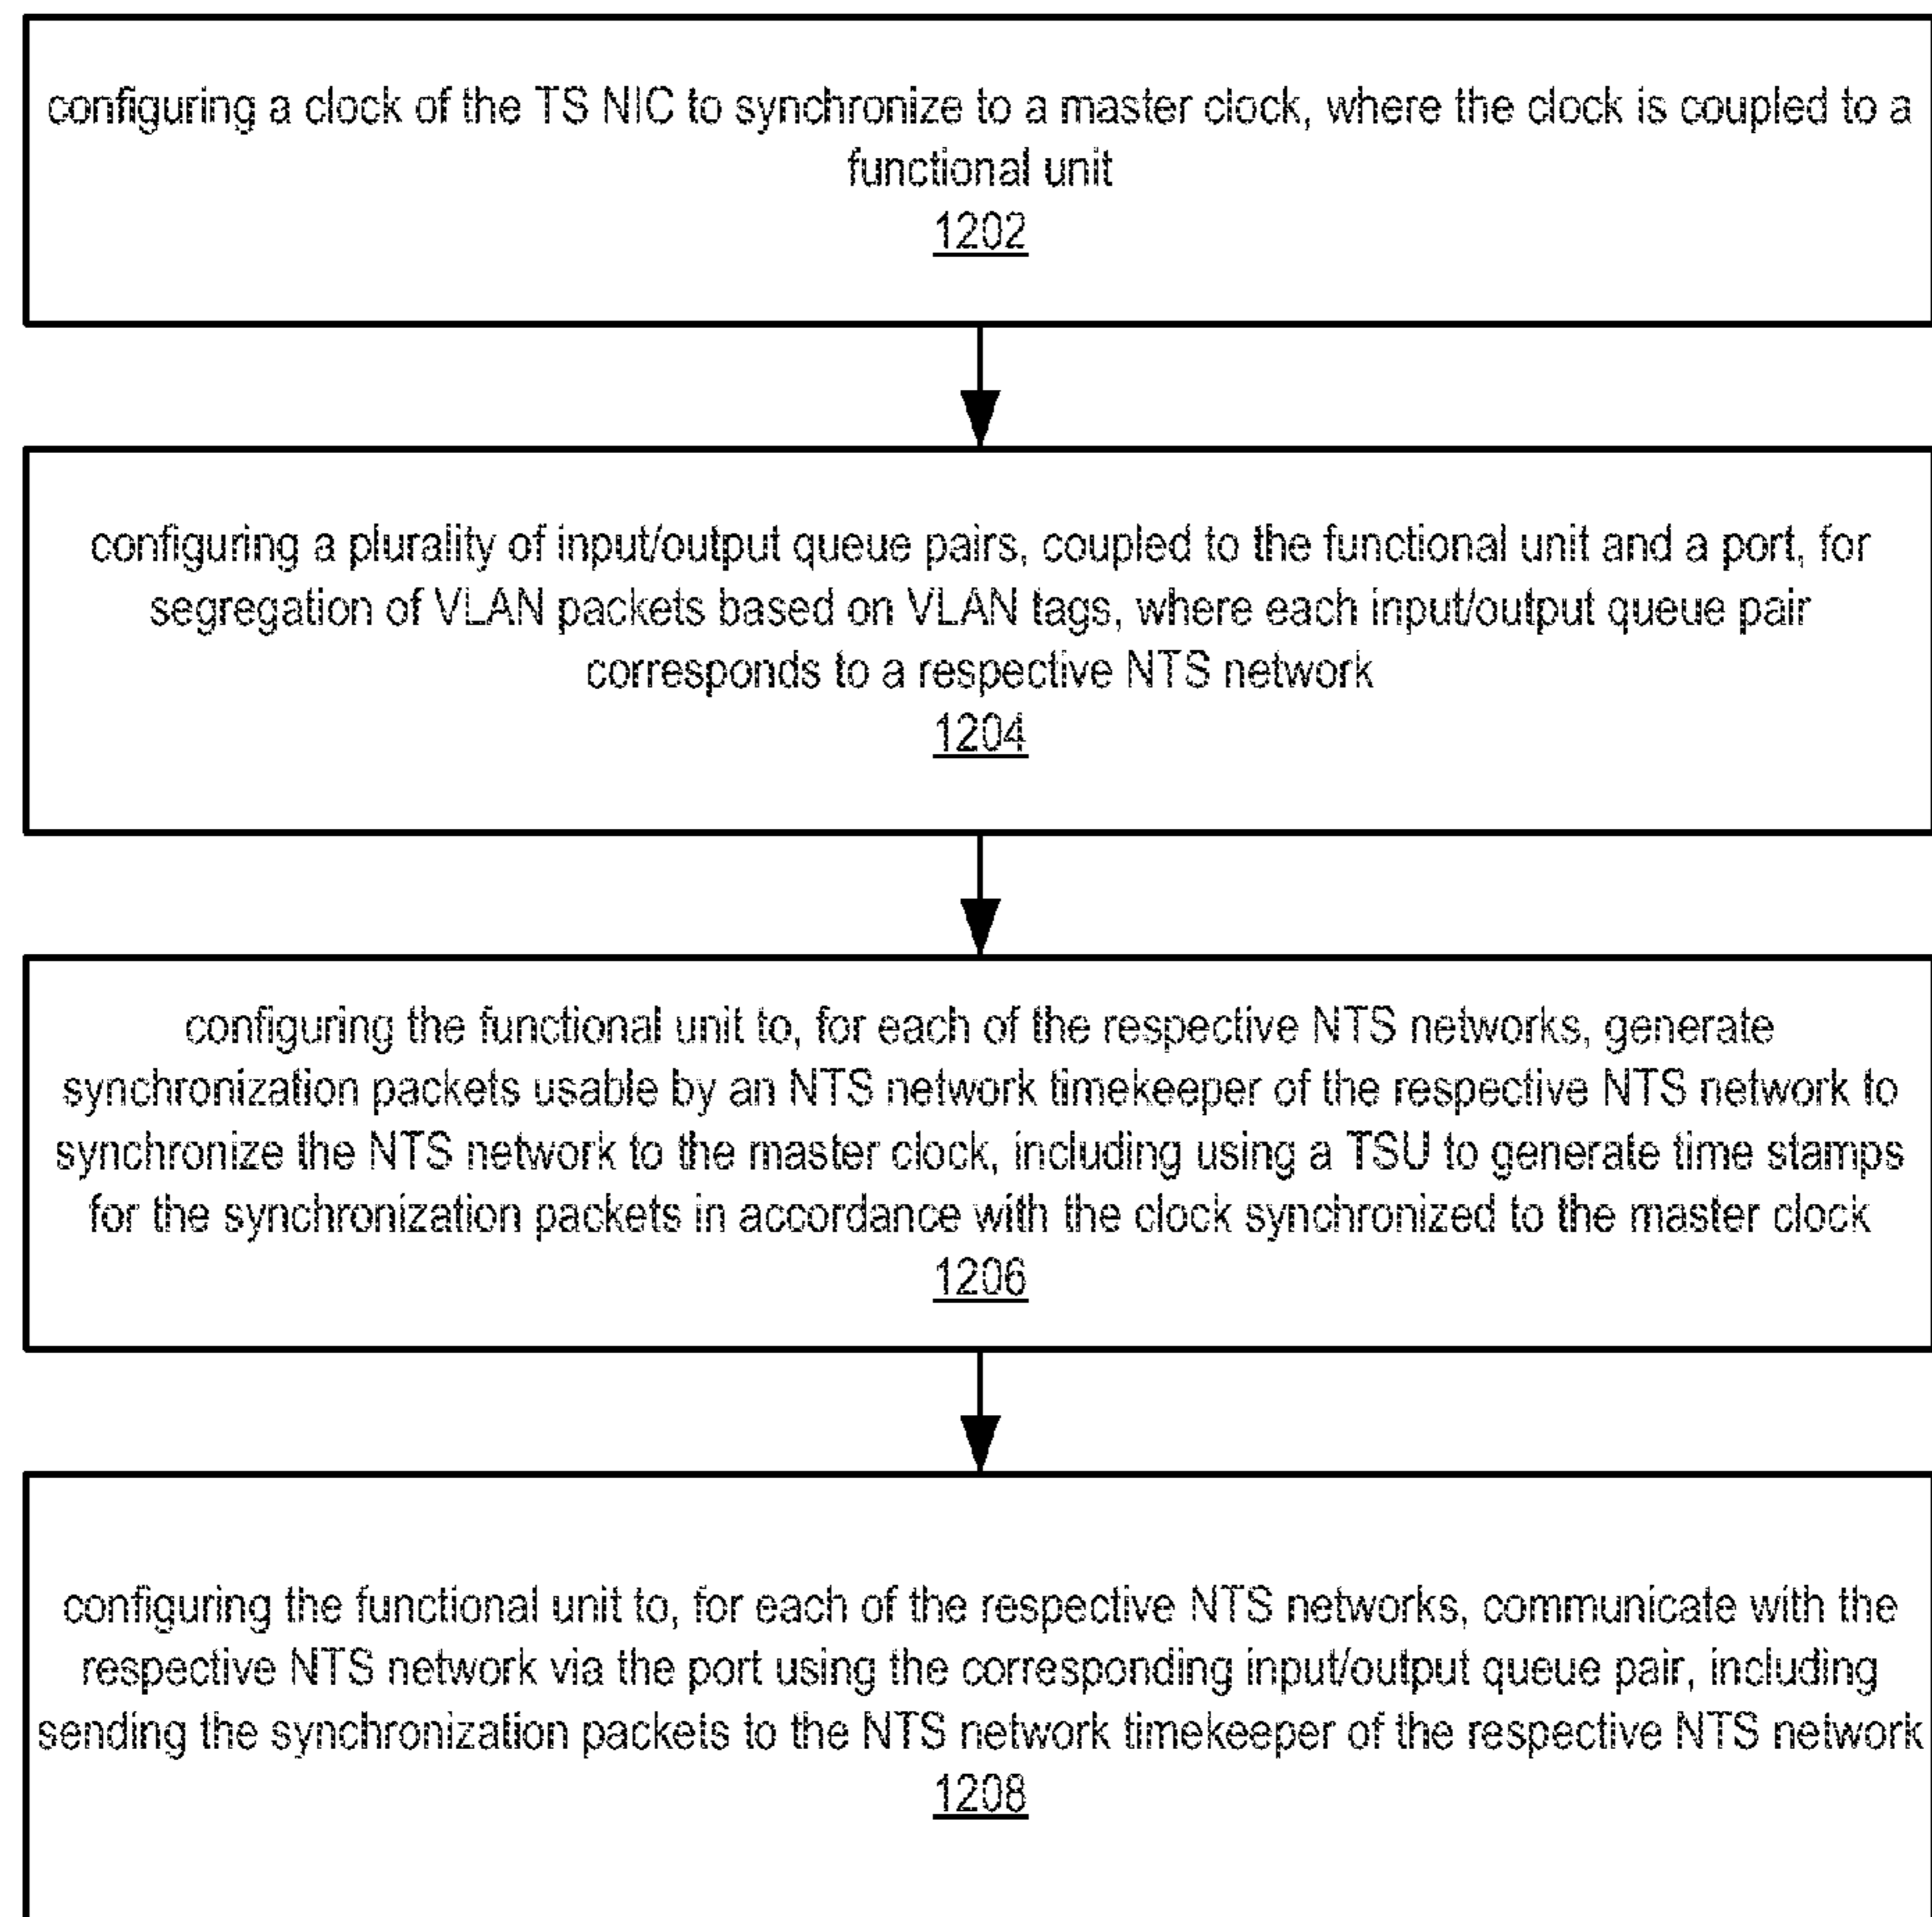 configuring a clock of the TS NIC to synchronize to a master clock, where the clock is coupled to a
functional unit
1202
configuring a plurality of input/output queue pairs, coupled to the functional unit and a port, for
segregation of VLAN packets based on VLAN tags, where each input/output queue pair
corresponds to a respective NTS network
1204
configuring the functional unit to, for each of the respective NTS networks, generate
synchronization packets usable by an NTS network timekeeper of the respective NTS network to
synchronize the NTS network to the master clock, including using a TSU to generate time stamps
for the synchronization packets in accordance with the clock synchronized to the master clock
1206
configuring the functional unit to, for each of the respective NTS networks, communicate with the
respective NTS network via the port using the corresponding input/output queue pair, including
sending the synchronization packets to the NTS network timekeeper of the respective NTS network
1208